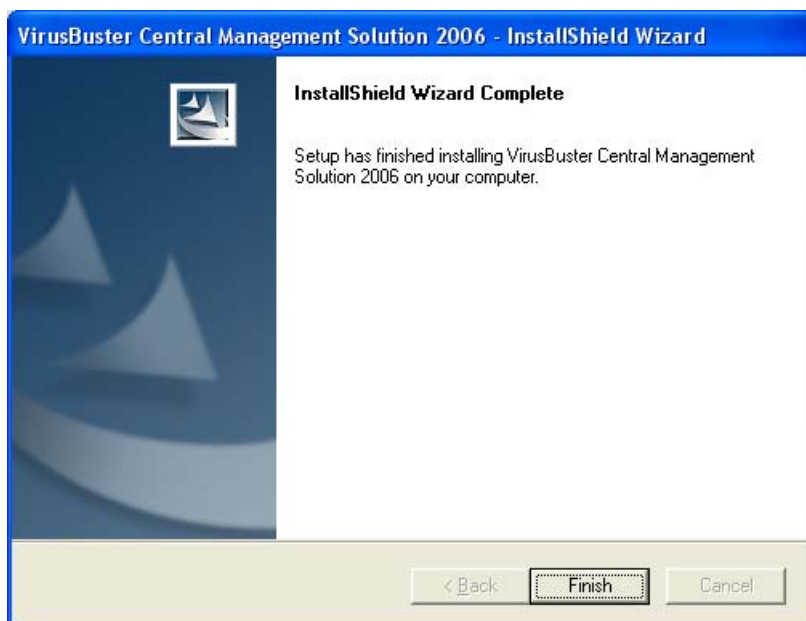 VirusBuster Central Management Solution 2006 - InstallShield Wizard
InstallShield Wizard Complete
Setup has finished installing VirusBuster Central Management
Solution 2006 on your computer.
< Back
Finish
Cancel